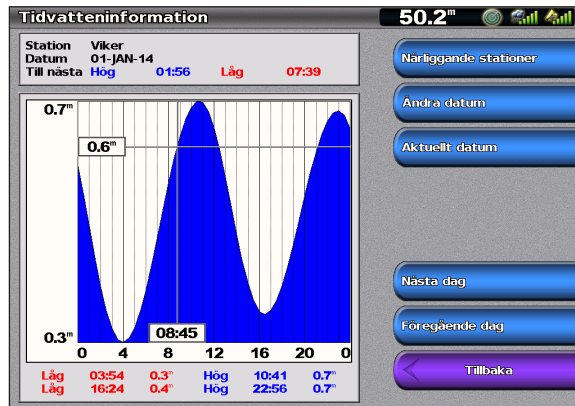 Tidvatteninformation 50.2m
Station Viker
Datum 01-JAN-14
Till nästa Hög 01:56 Låg 07:39
Närliggande stationer
Ändra datum
Aktuellt datum
0.7m
0.6m
0.3m
08:45
0 4 8 12 16 20 0
Låg 03:54 0.3m Hög 10:41 0.7m
Låg 16:24 0.4m Hög 22:56 0.7m
Nästa dag
Föregående dag
Tillbaka